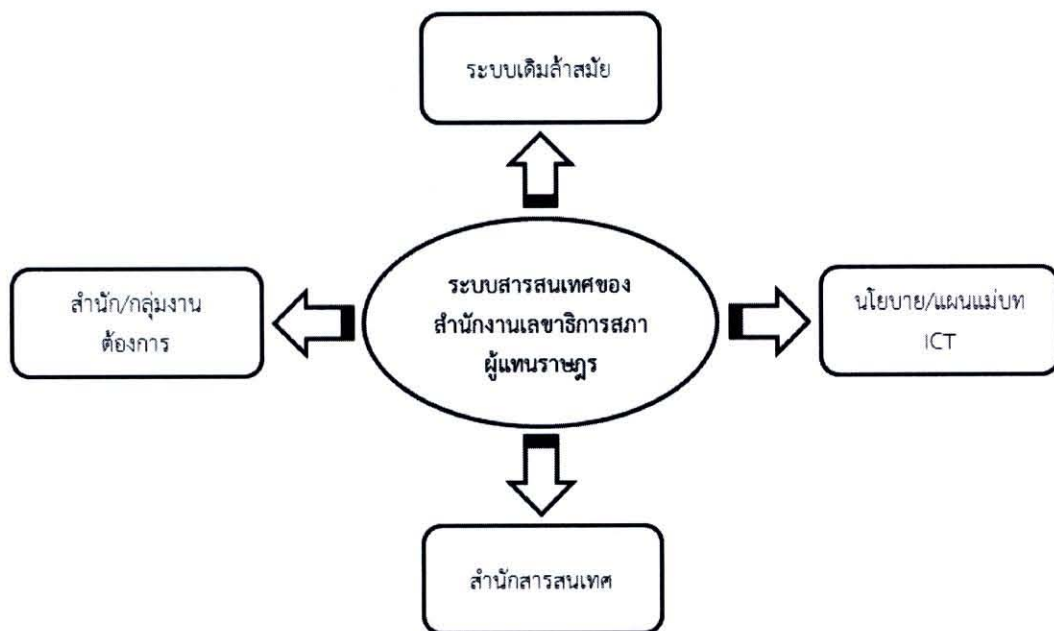 ระบบเดิมล้าสมัย
ระบบสารสนเทศของ
สำนักงานเลขาธิการสภา
ผู้แทนราษฎร
สำนัก/กลุ่มงาน
ต้องการ
นโยบาย/แผนแม่บท
ICT
สำนักสารสนเทศ